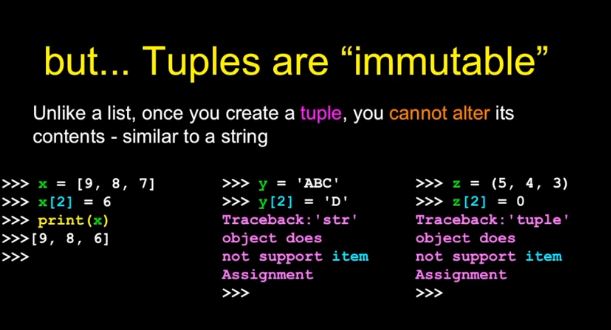 but... Tuples are “immutable”
Unlike a list, once you create a tuple, you cannot alter its
contents - similar to a string
>>> x = [9, 8, 7]
>>> x[2] = 6
>>> print(x)
>>>[9, 8, 6]
>>>
>>> y = 'ABC'
>>> y[2] = 'D'
Traceback:'str'
object does
not support item
Assignment
>>>
>>> z = (5, 4, 3)
>>> z[2] = 0
Traceback:'tuple'
object does
not support item
Assignment
>>>